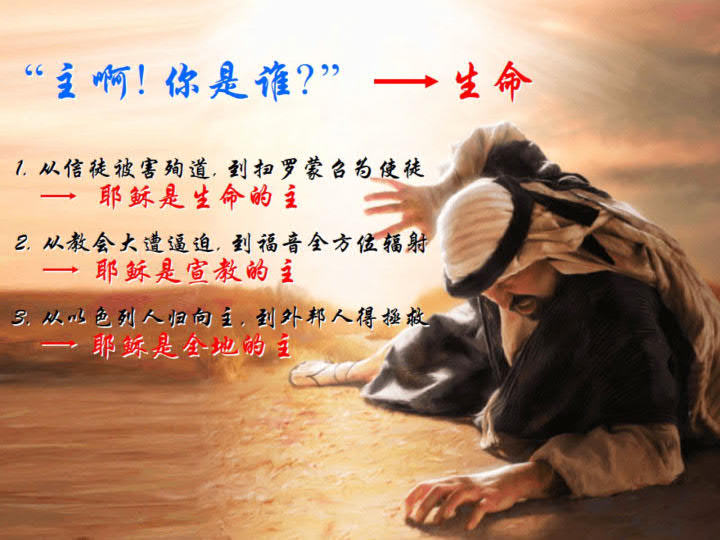 “主啊!你是谁?” → 生命
1. 从信徒被害殉道, 到扫罗蒙召为使徒
→ 耶稣是生命的主
2. 从教会大遭逼迫, 到福音全方位辐射
→ 耶稣是宣教的主
3. 从以色列人归向主, 到外邦人得拯救
→ 耶稣是全地的主